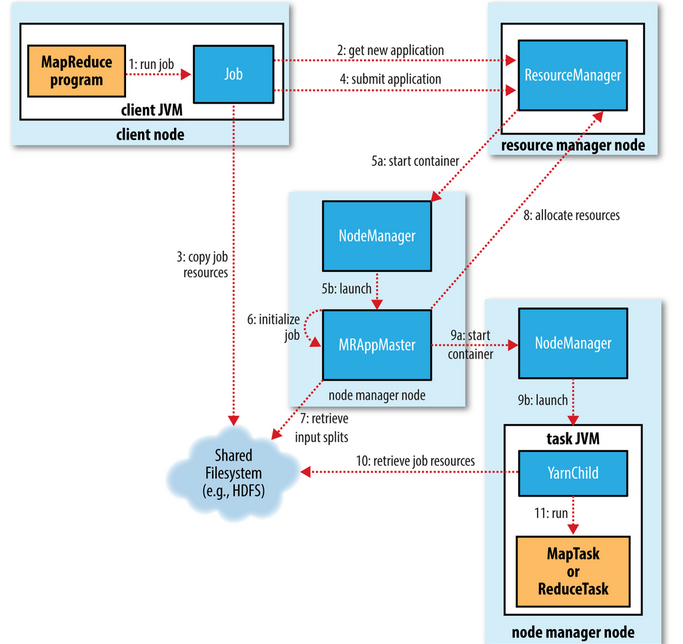 MapReduce
program
1: run job
Job
client JVM
client node
2: get new application
4: submit application
ResourceManager
resource manager node
5a: start container
8: allocate resources
3: copy job
resources
NodeManager
5b: launch
6: initialize
job
MRAppMaster
node manager node
9a: start
container
NodeManager
9b: launch
7: retrieve
input splits
Shared
Filesystem
(e.g., HDFS)
10: retrieve job resources
task JVM
YarnChild
11: run
MapTask
or
ReduceTask
node manager node